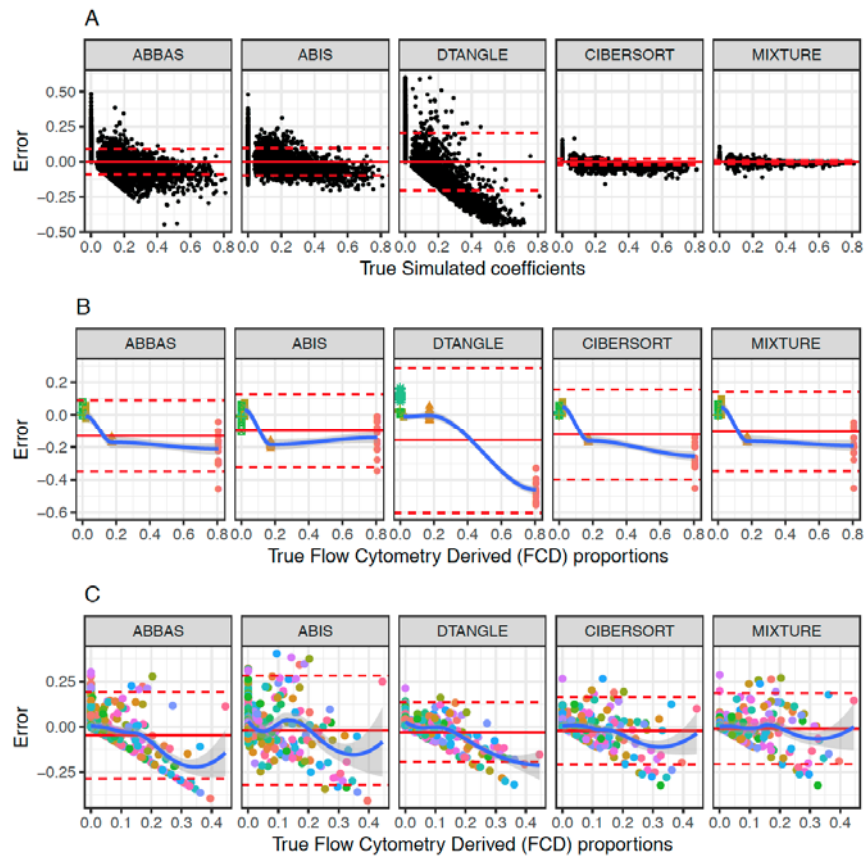 A
ABBAS ABIS DTANGLE CIBERSORT MIXTURE
0.50
0.25
0.00
−0.25
−0.50
Error
0.0 0.2 0.4 0.6 0.8 0.0 0.2 0.4 0.6 0.8 0.0 0.2 0.4 0.6 0.8 0.0 0.2 0.4 0.6 0.8 0.0 0.2 0.4 0.6 0.8
True Simulated coefficients
B
ABBAS ABIS DTANGLE CIBERSORT MIXTURE
0.2
0.0
−0.2
−0.4
−0.6
Error
0.0 0.2 0.4 0.6 0.8 0.0 0.2 0.4 0.6 0.8 0.0 0.2 0.4 0.6 0.8 0.0 0.2 0.4 0.6 0.8 0.0 0.2 0.4 0.6 0.8
True Flow Cytometry Derived (FCD) proportions
C
ABBAS ABIS DTANGLE CIBERSORT MIXTURE
0.25
0.00
−0.25
Error
0.0 0.1 0.2 0.3 0.4 0.0 0.1 0.2 0.3 0.4 0.0 0.1 0.2 0.3 0.4 0.0 0.1 0.2 0.3 0.4 0.0 0.1 0.2 0.3 0.4
True Flow Cytometry Derived (FCD) proportions